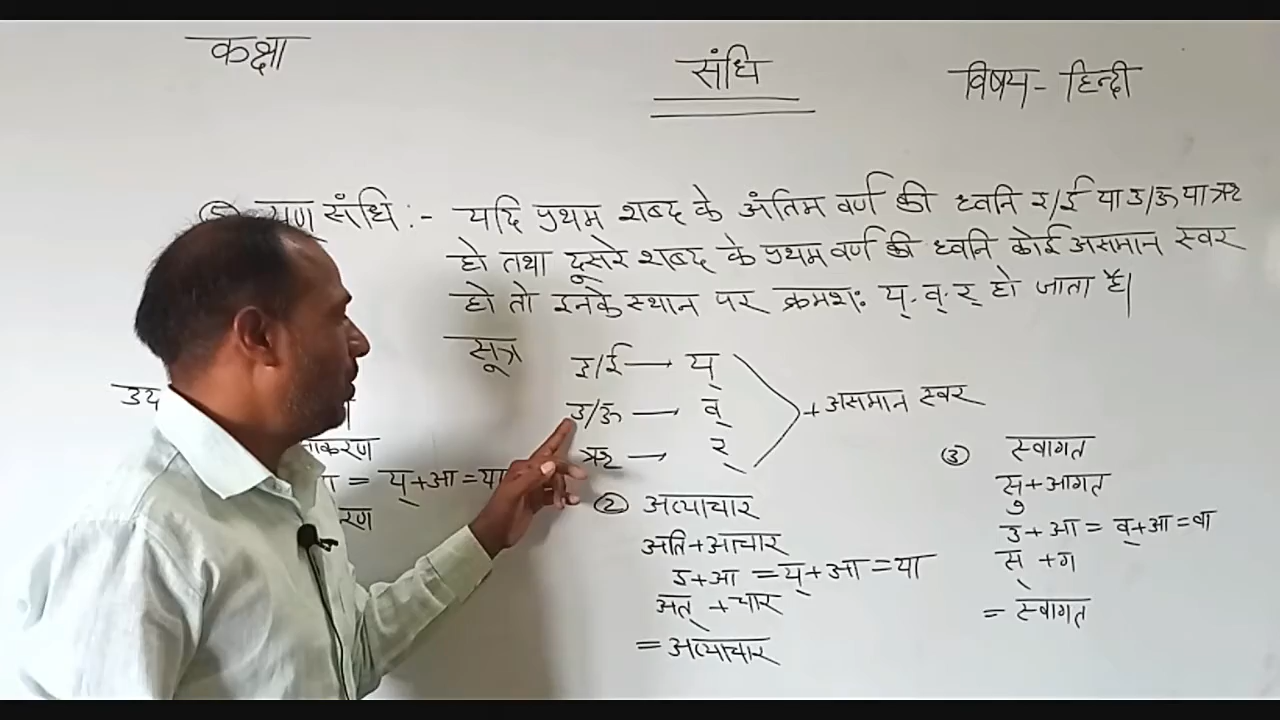 कक्षा
संधि
विषय- हिन्दी
यण संधि :- यदि प्रथम शब्द के अंतिम वर्ण की ध्वनि इ/ई या उ/ऊ या ऋ
हो तथा दूसरे शब्द के प्रथम वर्ण की ध्वनि कोई असमान स्वर
हो तो इनके स्थान पर क्रमशः य्. व्. र् हो जाता है।
सूत्र
इ/ई → य्
उ/ऊ → व्
ऋ → र्
+ असमान स्वर
= य्+आ=या
② अत्याचार
अति+आचार
इ+आ =य्+आ=या
अत् +चार
= अत्याचार
③ स्वागत
सु+आगत
उ+आ = व्+आ=वा
स् +ग
= स्वागत